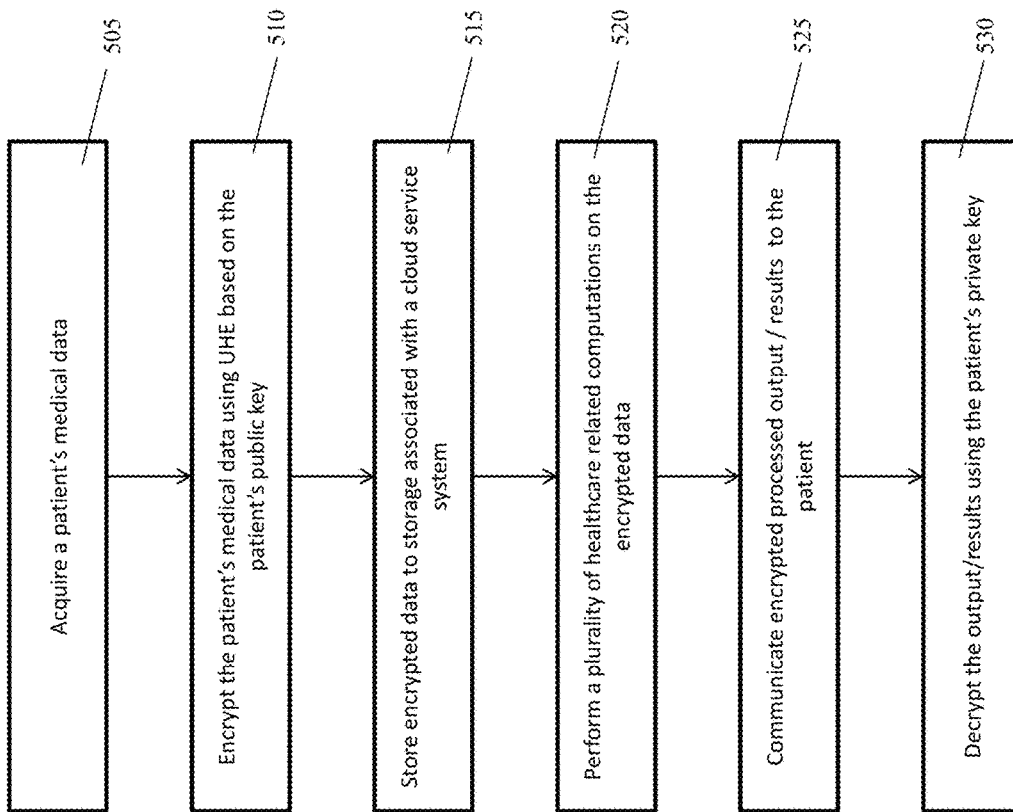 Acquire a patient's medical data
505
Encrypt the patient's medical data using UHE based on the
patient's public key
510
Store encrypted data to storage associated with a cloud service
system
515
Perform a plurality of healthcare related computations on the
encrypted data
520
Communicate encrypted processed output / results to the
patient
525
Decrypt the output/results using the patient's private key
530